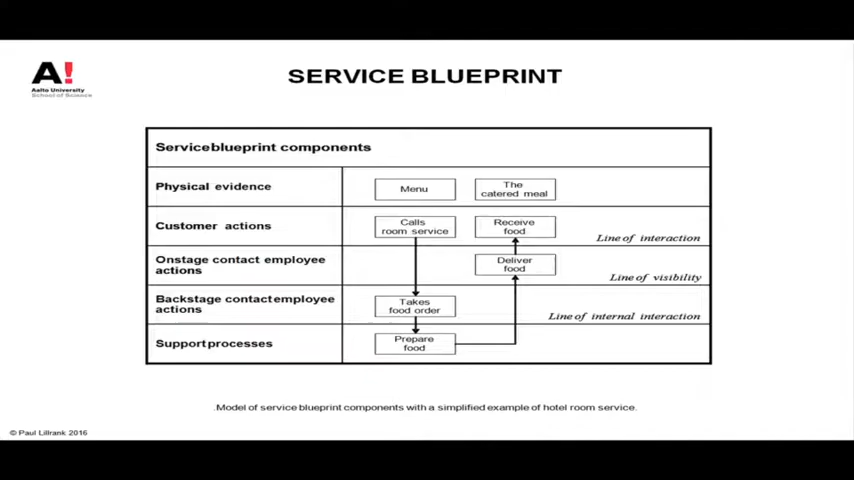 A!
Aalto University
School of Science
SERVICE BLUEPRINT
Service blueprint components
Physical evidence
Menu
The
catered meal
Customer actions
Calls
room service
Receive
food
Line of interaction
Onstage contact employee
actions
Deliver
food
Line of visibility
Backstage contact employee
actions
Takes
food order
Line of internal interaction
Support processes
Prepare
food
.Model of service blueprint components with a simplified example of hotel room service.
© Paul Lillrank 2016